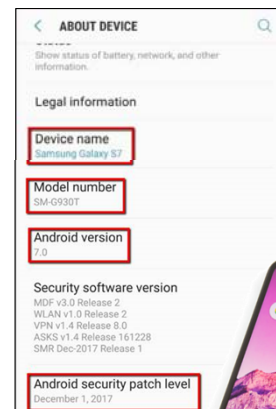 ABOUT DEVICE
Status
Show status of battery, network, and other
information.
Legal information
Device name
Samsung Galaxy S7
Model number
SM-G930T
Android version
7.0
Security software version
MDF v3.0 Release 2
WLAN v1.0 Release 2
VPN v1.4 Release 8.0
ASKS v1.4 Release 161228
SMR Dec-2017 Release 1
Android security patch level
December 1, 2017